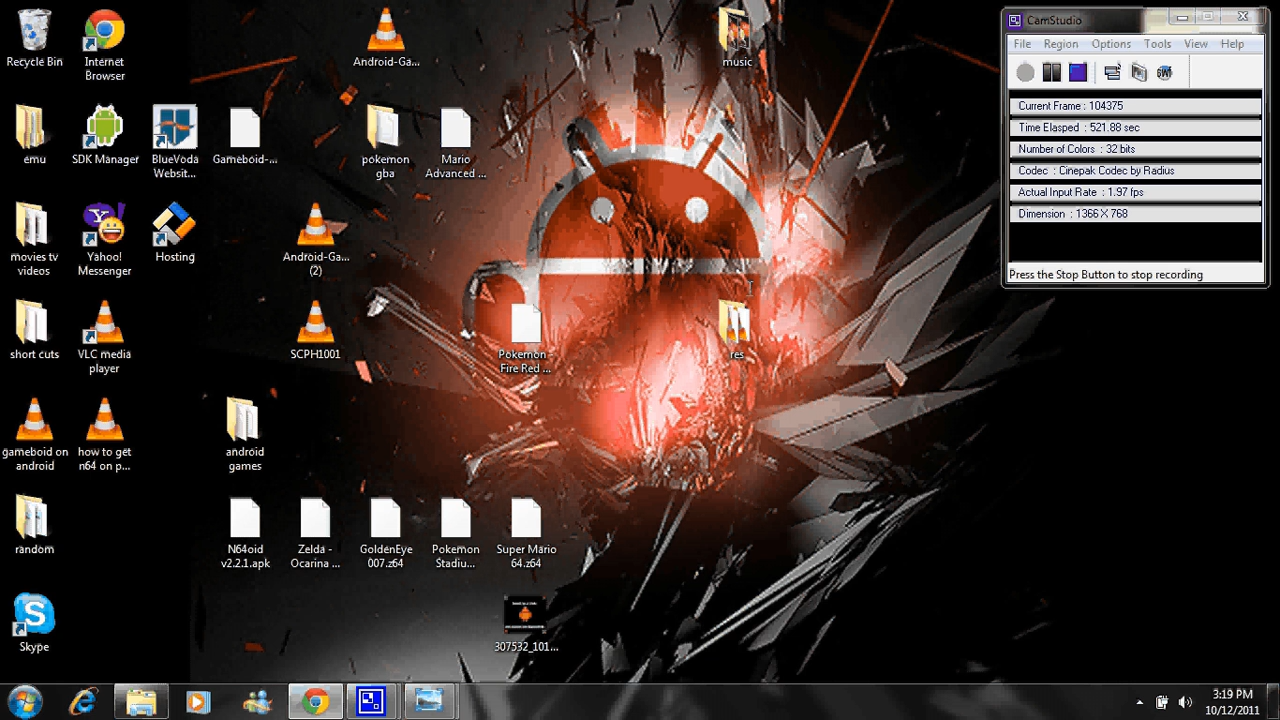 Recycle Bin
Internet
Browser
Android-Ga...
music
CamStudio
File Region Options Tools View Help
Current Frame : 104375
Time Elasped : 521.88 sec
Number of Colors : 32 bits
Codec : Cinepak Codec by Radius
Actual Input Rate : 1.97 fps
Dimension : 1366 X 768
Press the Stop Button to stop recording
emu
SDK Manager
BlueVoda
Websit...
Gameboid-...
pokemon
gba
Mario
Advanced ...
movies tv
videos
Yahoo!
Messenger
Hosting
Android-Ga...
(2)
short cuts
VLC media
player
SCPH1001
Pokemon
Fire Red ...
res
gameboid on
android
how to get
n64 on p...
android
games
random
N64oid
v2.2.1.apk
Zelda -
Ocarina ...
GoldenEye
007.z64
Pokemon
Stadiu...
Super Mario
64.z64
Skype
307532_101...
3:19 PM
10/12/2011